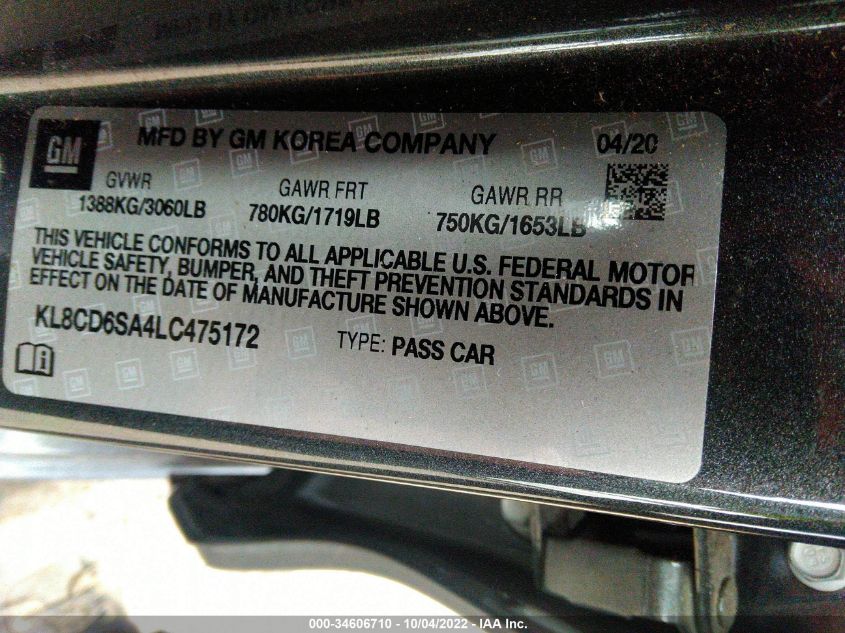 GM
MFD BY GM KOREA COMPANY 04/20
GVWR GAWR FRT GAWR RR
1388KG/3060LB 780KG/1719LB 750KG/1653LB
THIS VEHICLE CONFORMS TO ALL APPLICABLE U.S. FEDERAL MOTOR
VEHICLE SAFETY, BUMPER, AND THEFT PREVENTION STANDARDS IN
EFFECT ON THE DATE OF MANUFACTURE SHOWN ABOVE.
KL8CD6SA4LC475172 TYPE: PASS CAR
000-34606710 - 10/04/2022 - IAA Inc.